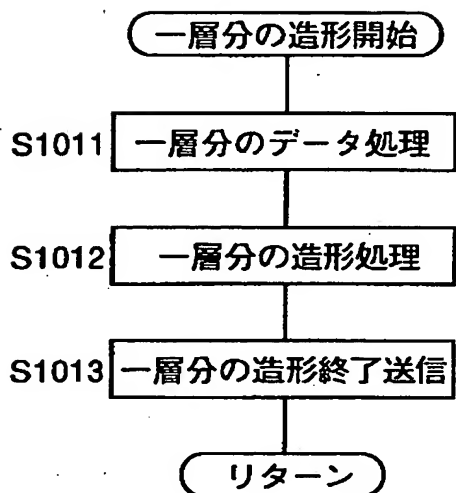 一層分の造形開始
S1011 一層分のデータ処理
S1012 一層分の造形処理
S1013 一層分の造形終了送信
リターン